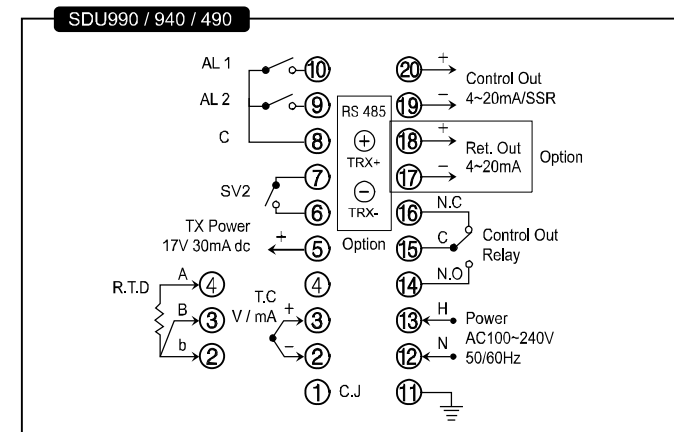 SDU990 / 940 / 490
AL 1
AL 2
C
SV2
TX Power
17V 30mA dc
+
R.T.D
A
B
b
4
3
2
T.C
V / mA
+
−
10
9
8
7
6
5
4
3
2
1 C.J
RS 485
+
TRX+
−
TRX-
Option
20 +
19 −
Control Out
4~20mA/SSR
18 +
17 −
Ret. Out
4~20mA
Option
16 N.C
15 C
14 N.O
Control Out
Relay
13 H
12 N
Power
AC100~240V
50/60Hz
11